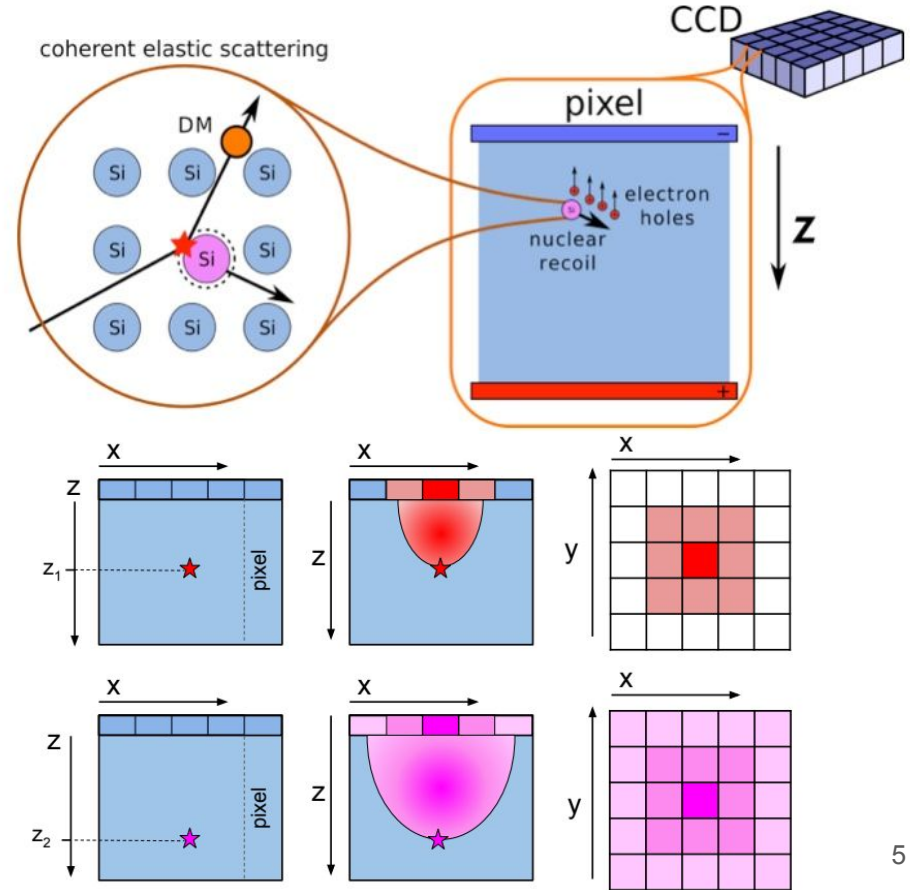 CCD
coherent elastic scattering
pixel
DM
−
Si Si Si
electron
holes
Si
Z
Si Si Si
nuclear
recoil
Si Si Si
+
x
x
x
z
z
y
z₁
pixel
x
x
x
z
z
y
z₂
pixel
5